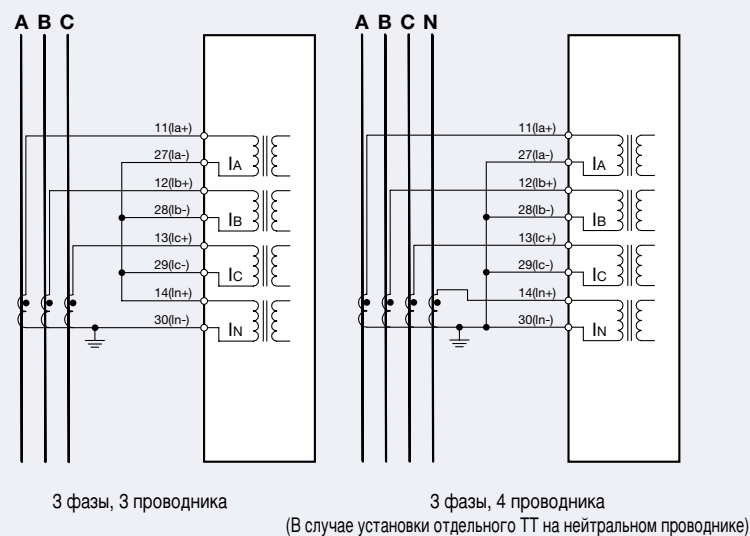 A B C
11(Ia+)
27(Ia-)
12(Ib+)
28(Ib-)
13(Ic+)
29(Ic-)
14(In+)
30(In-)
IA
IB
IC
IN
3 фазы, 3 проводника
A B C N
11(Ia+)
27(Ia-)
12(Ib+)
28(Ib-)
13(Ic+)
29(Ic-)
14(In+)
30(In-)
IA
IB
IC
IN
3 фазы, 4 проводника
(В случае установки отдельного ТТ на нейтральном проводнике)